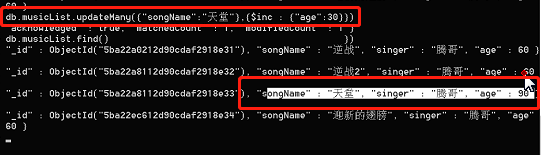 60 }
db.musicList.updateMany({"songName":"天堂"},{$inc : {"age":30}})
"acknowledged" : true, "matchedCount" : 1, "modifiedCount" :
db.musicList.find() }}
"_id" : ObjectId("5ba22a0212d90cdaf2918e31"), "songName" : "逆战", "singer" : "腾哥", "age" : 60 }
"_id" : ObjectId("5ba22a8112d90cdaf2918e32"), "songName" : "逆战2", "singer" : "腾哥", "age" : 60
"_id" : ObjectId("5ba22a8112d90cdaf2918e33"), "songName" : "天堂", "singer" : "腾哥", "age" : 90
"_id" : ObjectId("5ba22ec612d90cdaf2918e34"), "songName" : "迎新的翅膀", "singer" : "腾哥", "age" :
60 }